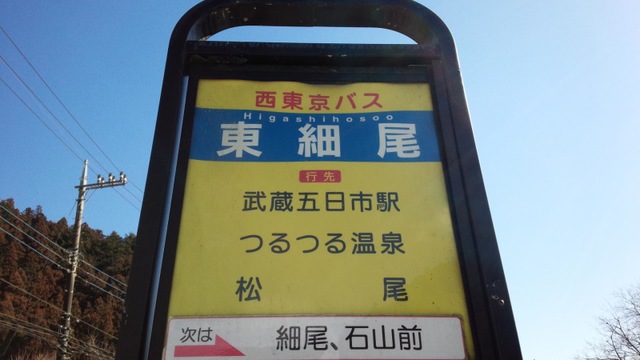 西東京バス
Higashihosoo
東細尾
行先
武蔵五日市駅
つるつる温泉
松尾
次は 細尾、石山前